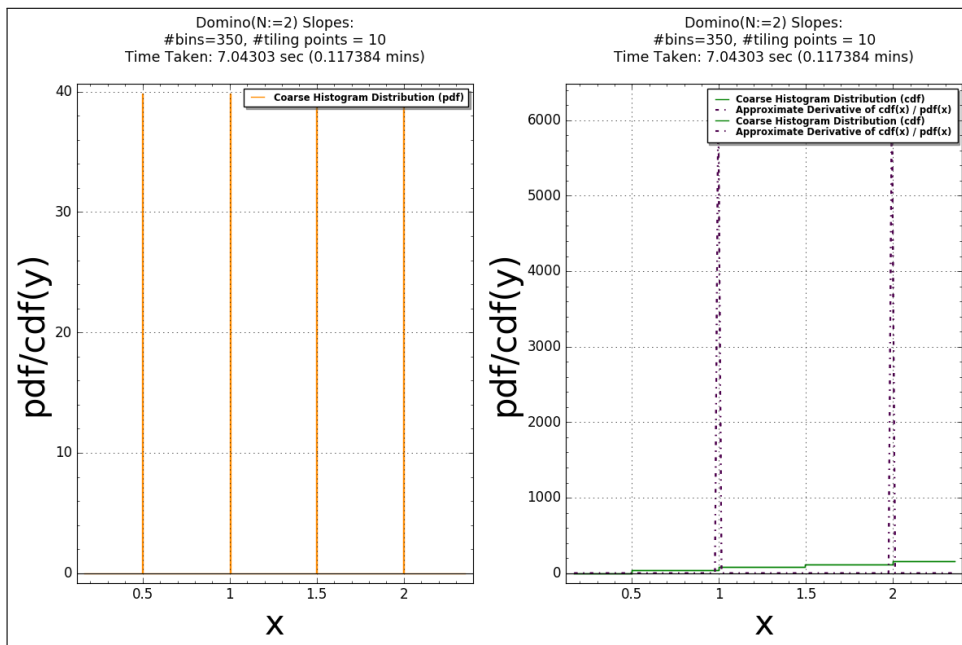 Domino(N:=2) Slopes:
#bins=350, #tiling points = 10
Time Taken: 7.04303 sec (0.117384 mins)
Coarse Histogram Distribution (pdf)
40
30
20
10
0
pdf/cdf(y)
0.5
1
1.5
2
x
Domino(N:=2) Slopes:
#bins=350, #tiling points = 10
Time Taken: 7.04303 sec (0.117384 mins)
Coarse Histogram Distribution (cdf)
Approximate Derivative of cdf(x) / pdf(x)
Coarse Histogram Distribution (cdf)
Approximate Derivative of cdf(x) / pdf(x)
6000
5000
4000
3000
2000
1000
0
pdf/cdf(y)
0.5
1
1.5
2
x